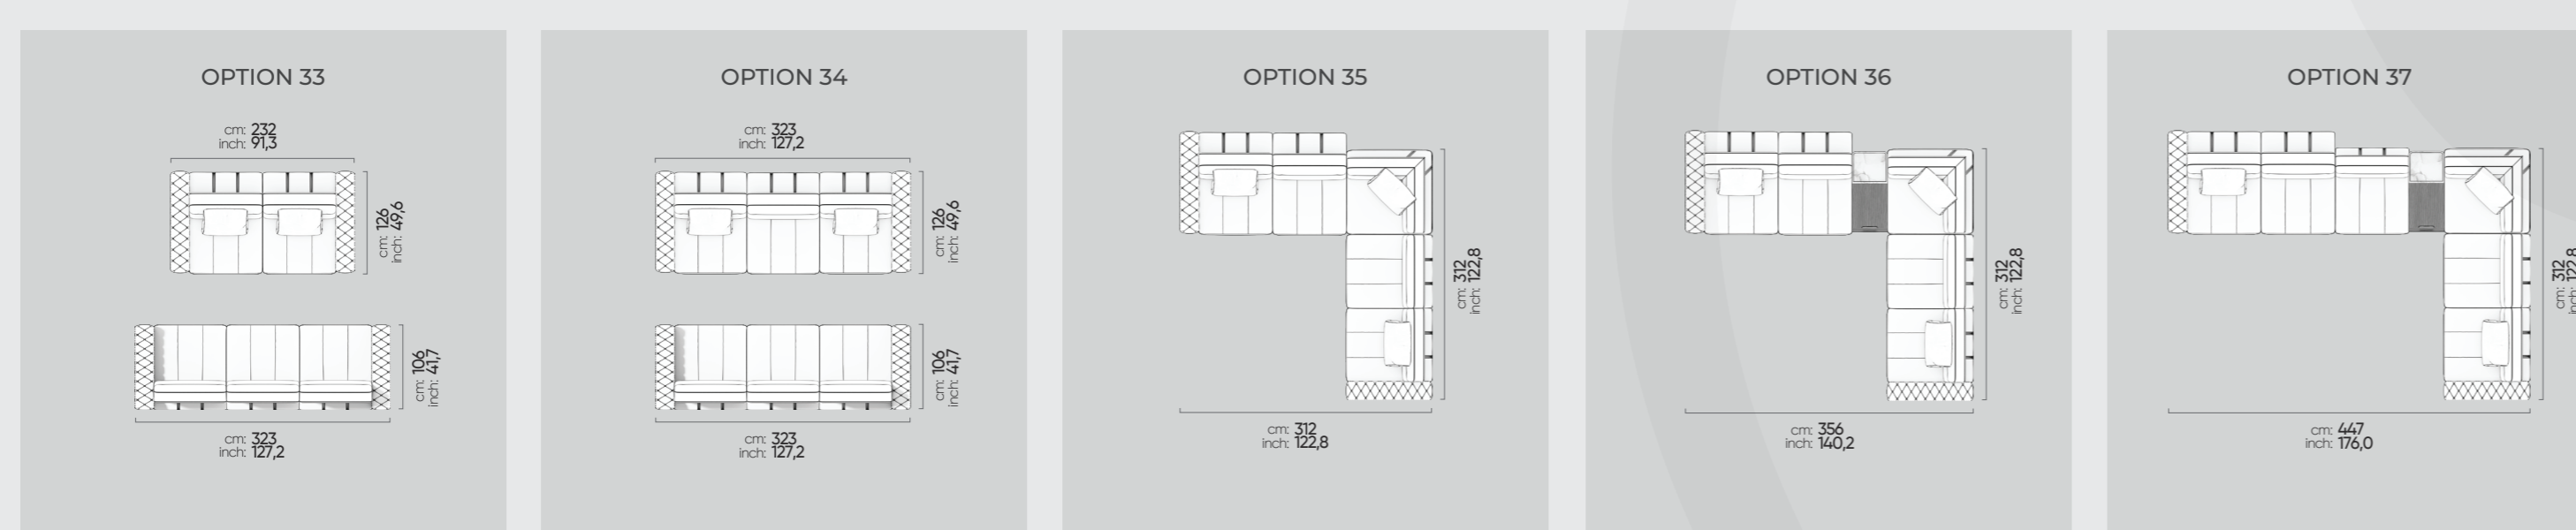 OPTION 33
cm: 232
inch: 91,3
cm: 126
inch: 49,6
cm: 106
inch: 41,7
cm: 323
inch: 127,2
OPTION 34
cm: 323
inch: 127,2
cm: 126
inch: 49,6
cm: 106
inch: 41,7
cm: 323
inch: 127,2
OPTION 35
cm: 312
inch: 122,8
cm: 312
inch: 122,8
OPTION 36
cm: 312
inch: 122,8
cm: 356
inch: 140,2
OPTION 37
cm: 312
inch: 122,8
cm: 447
inch: 176,0